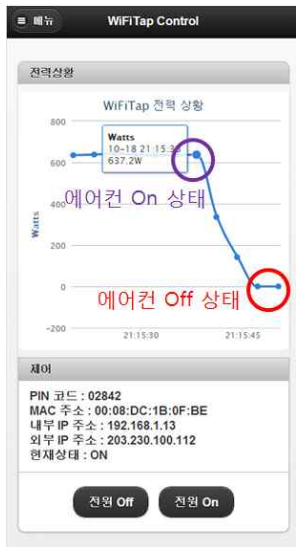 메뉴
WiFiTap Control
전력상황
WiFiTap 전력 상황
800
Watts
10-18 21:15:38
637.2W
600
에어컨 On 상태
400
Watts
200
0
에어컨 Off 상태
-200
21:15:30
21:15:45
제어
PIN 코드 : 02842
MAC 주소 : 00:08:DC:1B:0F:BE
내부 IP 주소 : 192.168.1.13
외부 IP 주소 : 203.230.100.112
현재상태 : ON
전원 Off
전원 On